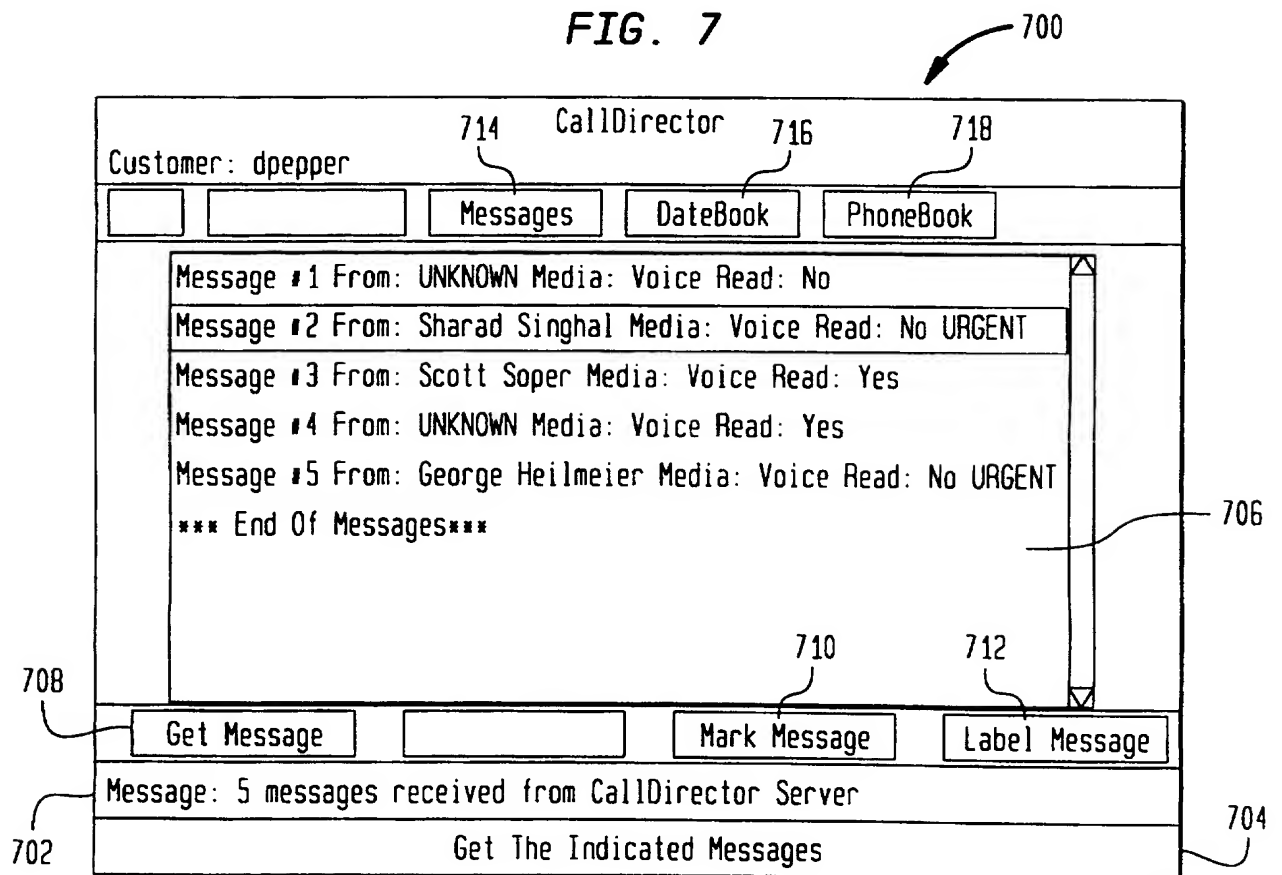 FIG. 7
700
CallDirector
714
716
718
Customer: dpepper
Messages
DateBook
PhoneBook
Message #1 From: UNKNOWN Media: Voice Read: No
Message #2 From: Sharad Singhal Media: Voice Read: No URGENT
Message #3 From: Scott Soper Media: Voice Read: Yes
Message #4 From: UNKNOWN Media: Voice Read: Yes
Message #5 From: George Heilmeier Media: Voice Read: No URGENT
*** End Of Messages***
706
710
712
708
Get Message
Mark Message
Label Message
Message: 5 messages received from CallDirector Server
702
704
Get The Indicated Messages